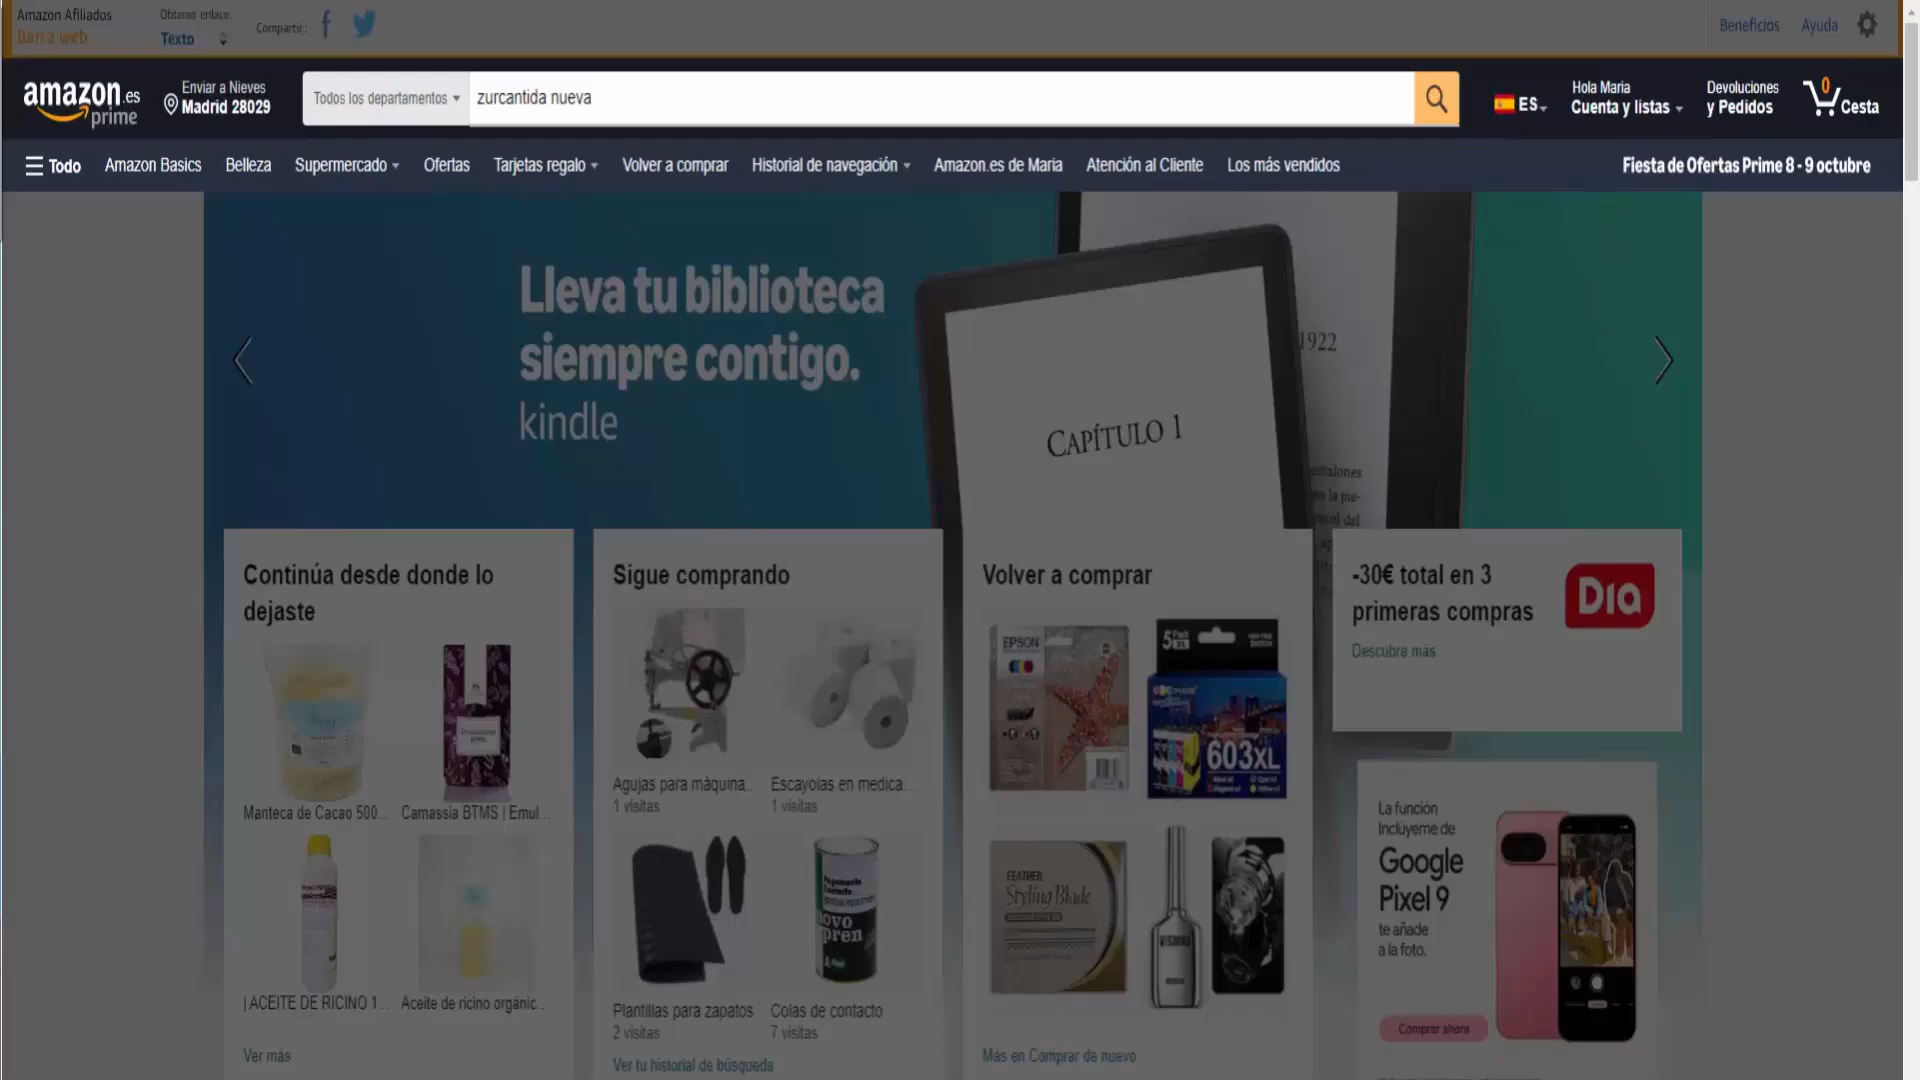 Amazon Afiliados
Barra web
Obtener enlace:
Texto
Compartir:
Beneficios
Ayuda
amazon.es
prime
Enviar a Nieves
Madrid 28029
Todos los departamentos
zurcantida nueva
ES
Hola Maria
Cuenta y listas
Devoluciones
y Pedidos
0
Cesta
Todo
Amazon Basics
Belleza
Supermercado
Ofertas
Tarjetas regalo
Volver a comprar
Historial de navegación
Amazon.es de Maria
Atención al Cliente
Los más vendidos
Fiesta de Ofertas Prime 8 - 9 octubre
Lleva tu biblioteca
siempre contigo.
kindle
1922
CAPÍTULO 1
Continúa desde donde lo
dejaste
Manteca de Cacao 500...
Camassia BTMS | Emul...
| ACEITE DE RICINO 1...
Aceite de ricino orgánic...
Ver más
Sigue comprando
Agujas para máquina...
1 visitas
Escayolas en medica...
1 visitas
Plantillas para zapatos
2 visitas
Colas de contacto
7 visitas
Ver tu historial de búsqueda
Volver a comprar
EPSON
5 Pack
603XL
FEATHER
Styling Blade
novo
pren
Más en Comprar de nuevo
-30€ total en 3
primeras compras
Dia
Descubre más
La función
Inclúyeme de
Google
Pixel 9
te añade
a la foto.
Comprar ahora